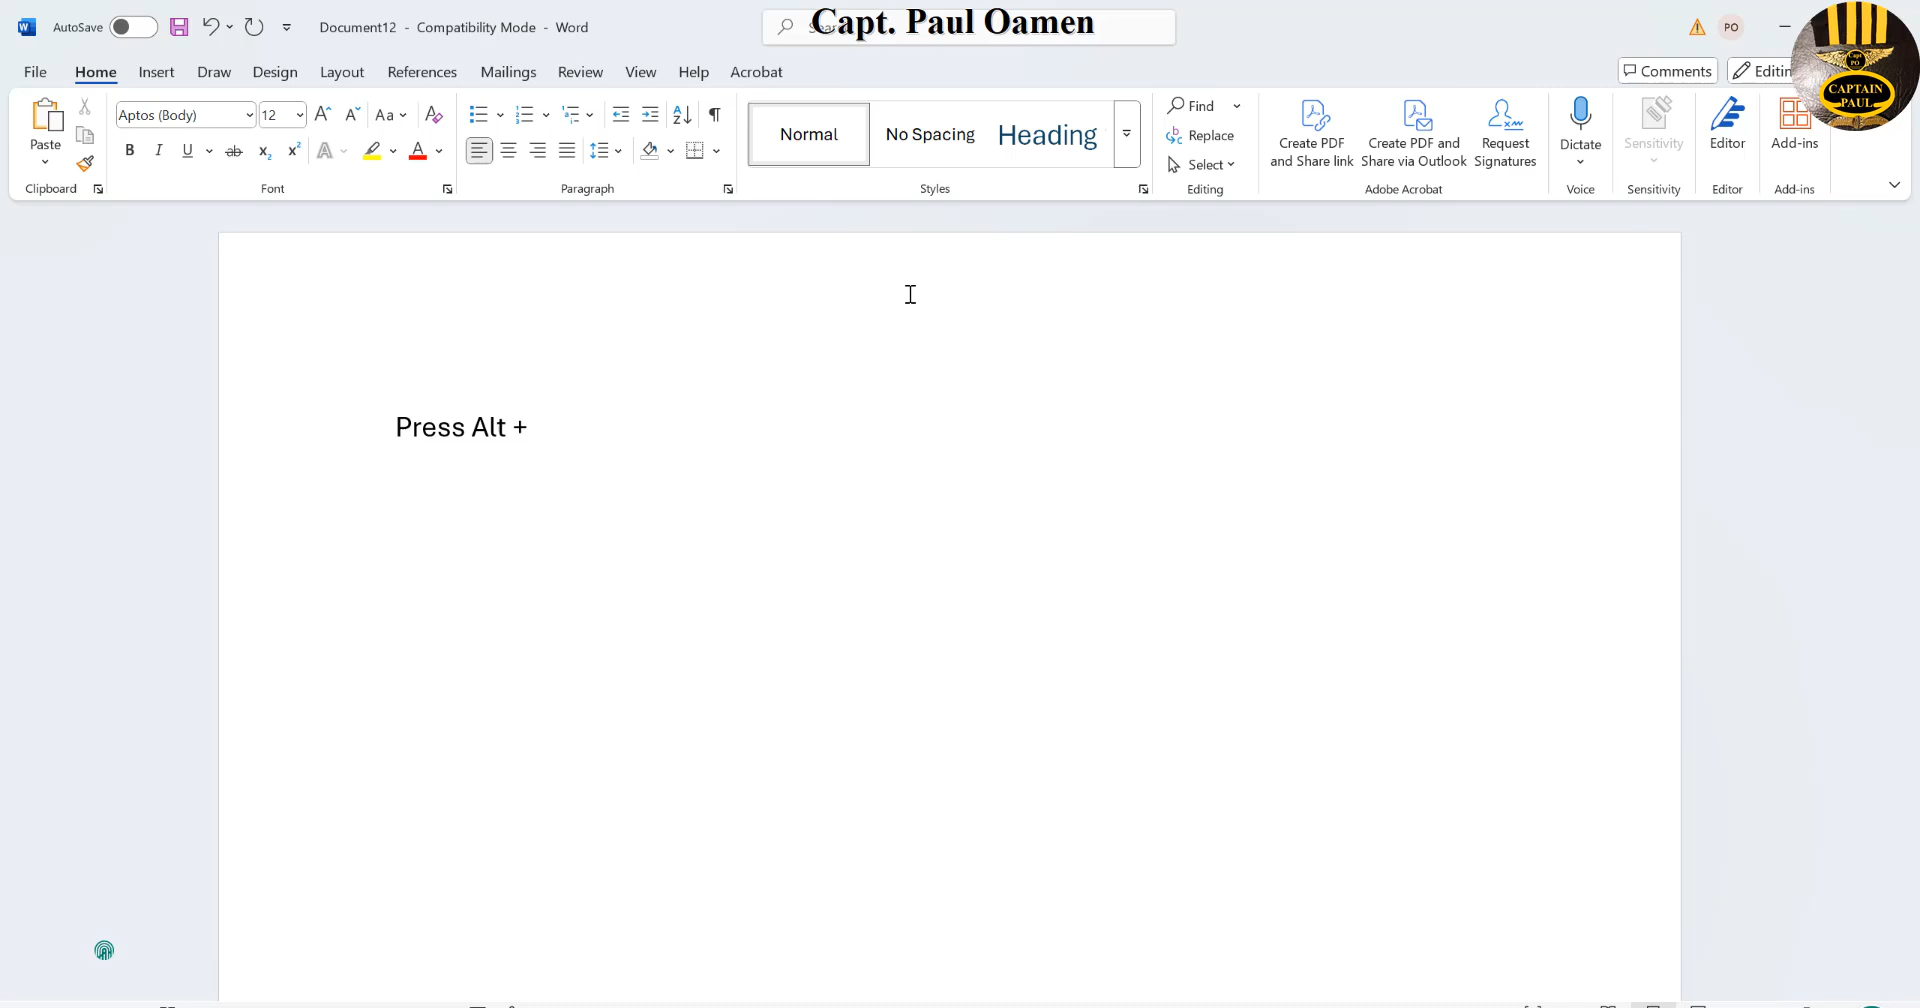 Capt. Paul Oamen
AutoSave
Document12 - Compatibility Mode - Word
PO
File Home Insert Draw Design Layout References Mailings Review View Help Acrobat
Comments
CAPTAIN
PAUL
Paste
Aptos (Body) 12
Normal
No Spacing
Heading
Find
Replace
Select
Create PDF
and Share link
Create PDF and
Share via Outlook
Request
Signatures
Dictate
Sensitivity
Editor
Add-ins
Clipboard Font Paragraph Styles Editing Adobe Acrobat Voice Sensitivity Editor Add-ins
Press Alt +